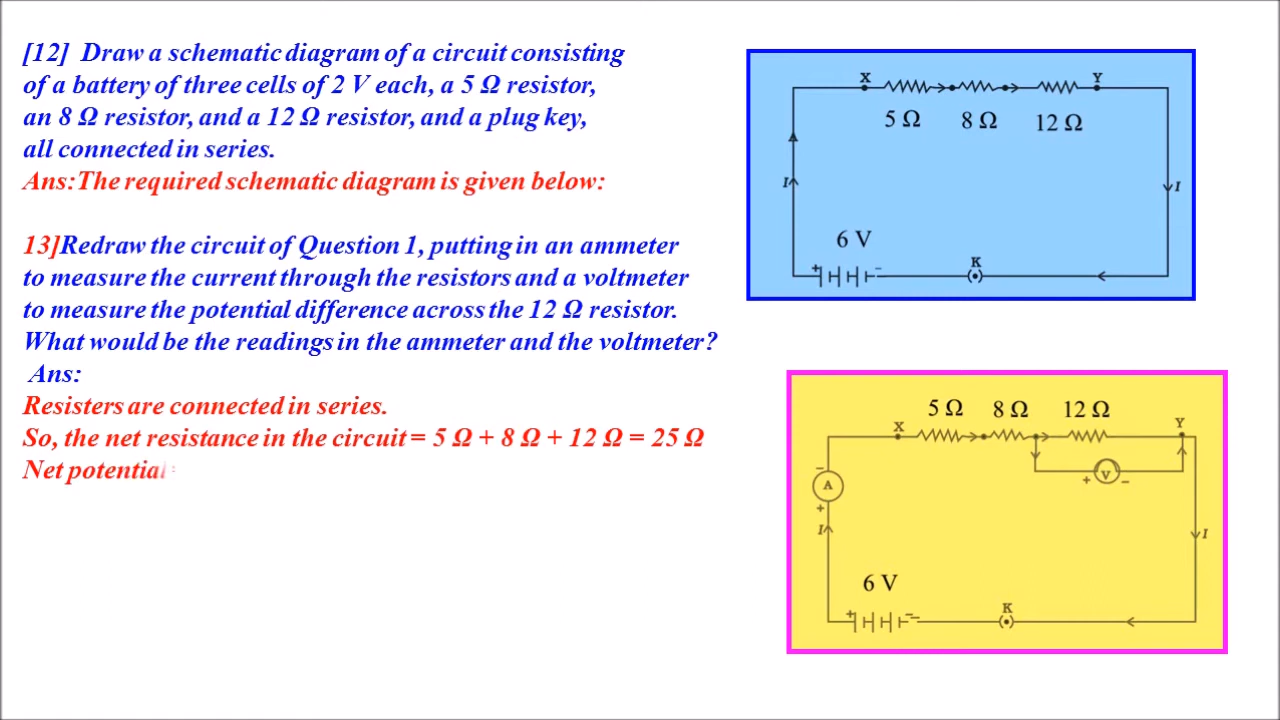 [12] Draw a schematic diagram of a circuit consisting
of a battery of three cells of 2 V each, a 5 Ω resistor,
an 8 Ω resistor, and a 12 Ω resistor, and a plug key,
all connected in series.
Ans:The required schematic diagram is given below:
13]Redraw the circuit of Question 1, putting in an ammeter
to measure the current through the resistors and a voltmeter
to measure the potential difference across the 12 Ω resistor.
What would be the readings in the ammeter and the voltmeter?
Ans:
Resisters are connected in series.
So, the net resistance in the circuit = 5 Ω + 8 Ω + 12 Ω = 25 Ω
Net potential
X Y
5 Ω 8 Ω 12 Ω
I I
6 V
+ −
K
5 Ω 8 Ω 12 Ω
X Y
−
A
+
+ V −
I I
6 V
+ −
K